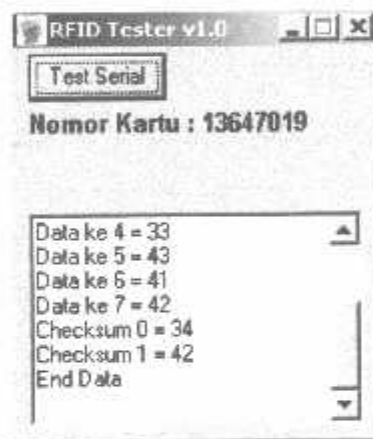 RFID Tester v1.0
Test Serial
Nomor Kartu : 13647019
Data ke 4 = 33
Data ke 5 = 43
Data ke 6 = 41
Data ke 7 = 42
Checksum 0 = 34
Checksum 1 = 42
End Data